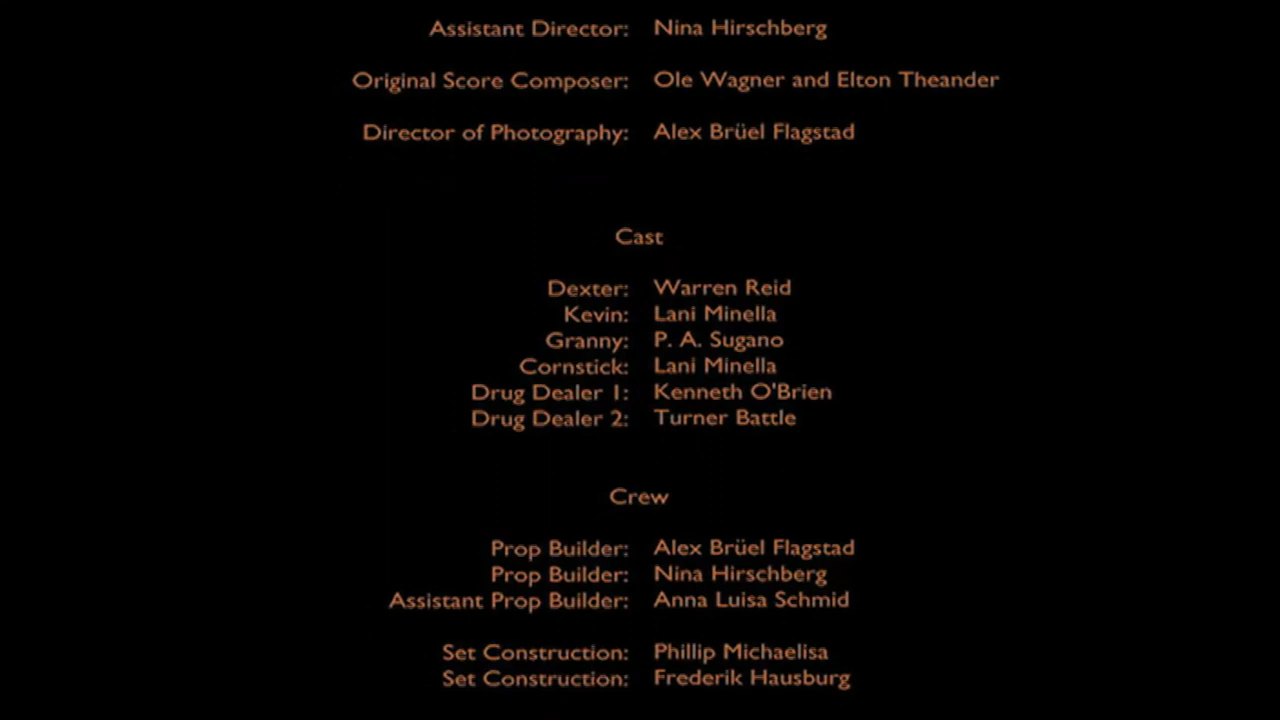 Assistant Director: Nina Hirschberg
Original Score Composer: Ole Wagner and Elton Theander
Director of Photography: Alex Brüel Flagstad
Cast
Dexter: Warren Reid
Kevin: Lani Minella
Granny: P. A. Sugano
Cornstick: Lani Minella
Drug Dealer 1: Kenneth O'Brien
Drug Dealer 2: Turner Battle
Crew
Prop Builder: Alex Brüel Flagstad
Prop Builder: Nina Hirschberg
Assistant Prop Builder: Anna Luisa Schmid
Set Construction: Phillip Michaelisa
Set Construction: Frederik Hausburg